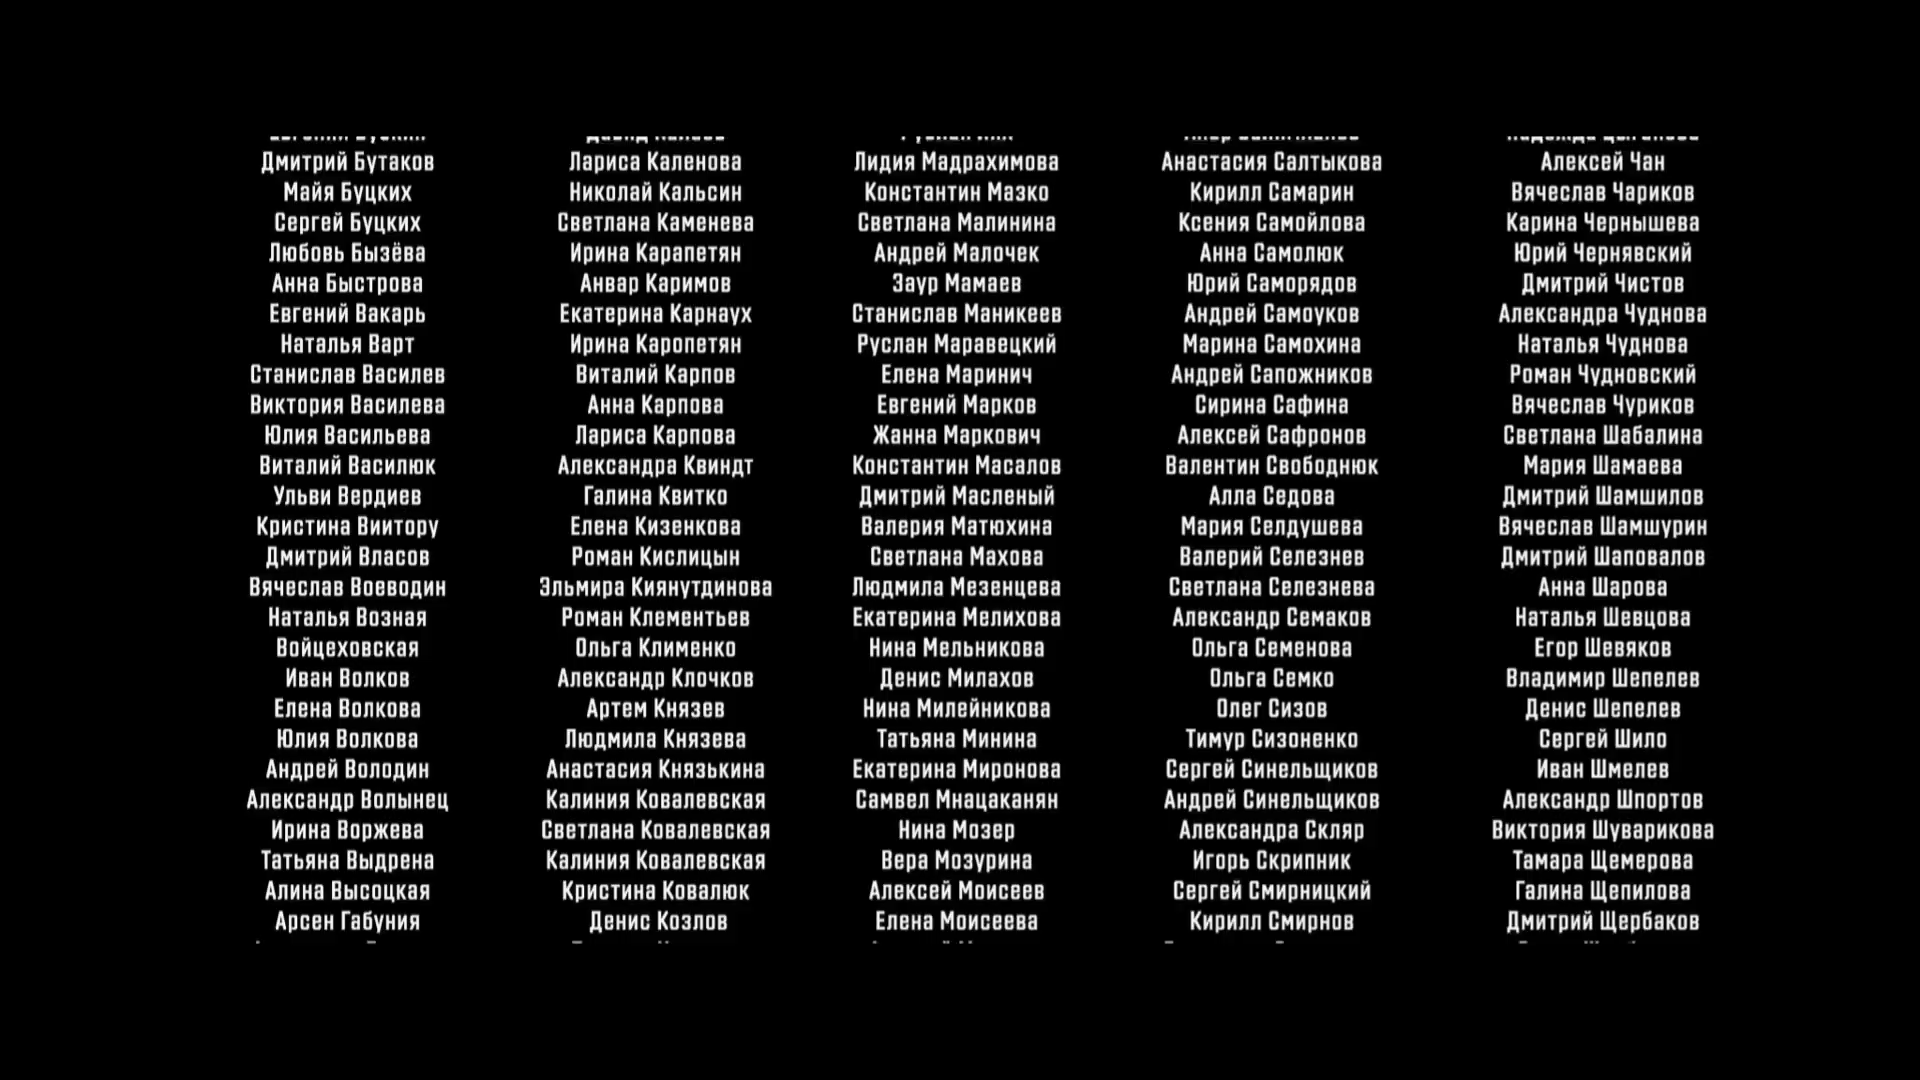 Дмитрий Бутаков
Майя Буцких
Сергей Буцких
Любовь Бызёва
Анна Быстрова
Евгений Вакарь
Наталья Варт
Станислав Василев
Виктория Василева
Юлия Васильева
Виталий Василюк
Ульви Вердиев
Кристина Виитору
Дмитрий Власов
Вячеслав Воеводин
Наталья Возная
Войцеховская
Иван Волков
Елена Волкова
Юлия Волкова
Андрей Володин
Александр Волынец
Ирина Воржева
Татьяна Выдрена
Алина Высоцкая
Арсен Габуния
Лариса Каленова
Николай Кальсин
Светлана Каменева
Ирина Карапетян
Анвар Каримов
Екатерина Карнаух
Ирина Каропетян
Виталий Карпов
Анна Карпова
Лариса Карпова
Александра Квиндт
Галина Квитко
Елена Кизенкова
Роман Кислицын
Эльмира Киянутдинова
Роман Клементьев
Ольга Клименко
Александр Клочков
Артем Князев
Людмила Князева
Анастасия Князькина
Калиния Ковалевская
Светлана Ковалевская
Калиния Ковалевская
Кристина Ковалюк
Денис Козлов
Лидия Мадрахимова
Константин Мазко
Светлана Малинина
Андрей Малочек
Заур Мамаев
Станислав Маникеев
Руслан Маравецкий
Елена Маринич
Евгений Марков
Жанна Маркович
Константин Масалов
Дмитрий Масленый
Валерия Матюхина
Светлана Махова
Людмила Мезенцева
Екатерина Мелихова
Нина Мельникова
Денис Милахов
Нина Милейникова
Татьяна Минина
Екатерина Миронова
Самвел Мнацаканян
Нина Мозер
Вера Мозурина
Алексей Моисеев
Елена Моисеева
Анастасия Салтыкова
Кирилл Самарин
Ксения Самойлова
Анна Самолюк
Юрий Саморядов
Андрей Самоуков
Марина Самохина
Андрей Сапожников
Сирина Сафина
Алексей Сафронов
Валентин Свободнюк
Алла Седова
Мария Селдушева
Валерий Селезнев
Светлана Селезнева
Александр Семаков
Ольга Семенова
Ольга Семко
Олег Сизов
Тимур Сизоненко
Сергей Синельщиков
Андрей Синельщиков
Александра Скляр
Игорь Скрипник
Сергей Смирницкий
Кирилл Смирнов
Алексей Чан
Вячеслав Чариков
Карина Чернышева
Юрий Чернявский
Дмитрий Чистов
Александра Чуднова
Наталья Чуднова
Роман Чудновский
Вячеслав Чуриков
Светлана Шабалина
Мария Шамаева
Дмитрий Шамшилов
Вячеслав Шамшурин
Дмитрий Шаповалов
Анна Шарова
Наталья Шевцова
Егор Шевяков
Владимир Шепелев
Денис Шепелев
Сергей Шило
Иван Шмелев
Александр Шпортов
Виктория Шуварикова
Тамара Щемерова
Галина Щепилова
Дмитрий Щербаков